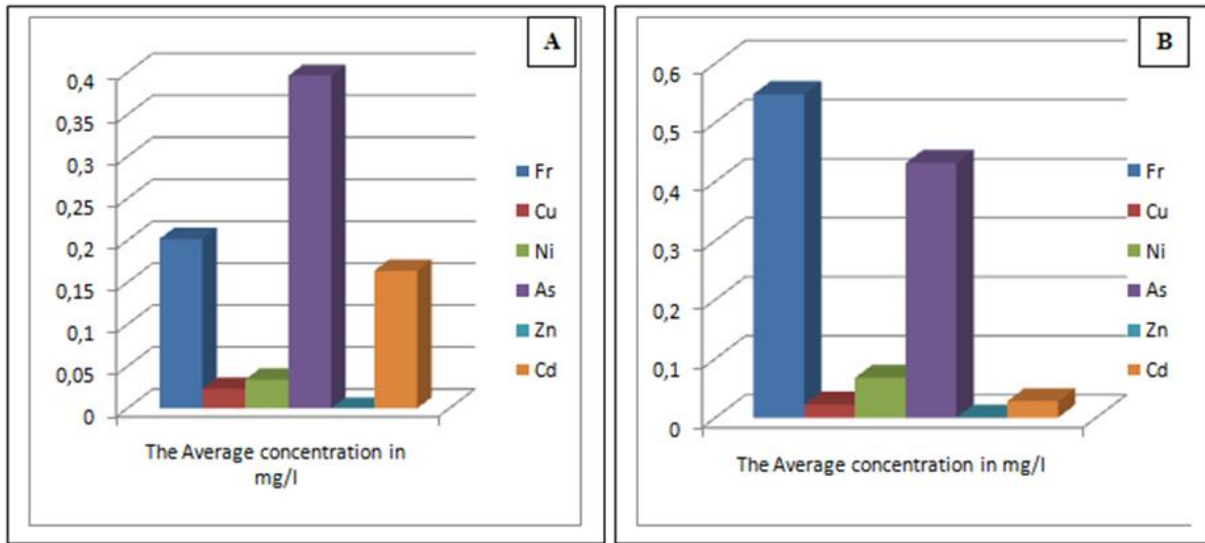 A
0,4
0,35
0,3
0,25
0,2
0,15
0,1
0,05
0
Fr
Cu
Ni
As
Zn
Cd
The Average concentration in
mg/l
B
0,6
0,5
0,4
0,3
0,2
0,1
0
Fr
Cu
Ni
As
Zn
Cd
The Average concentration in mg/l